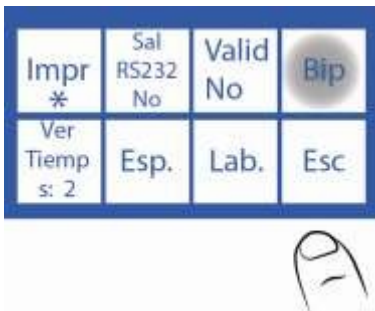 Impr
*
Sal
RS232
No
Valid
No
Bip
Ver
Tiemp
s: 2
Esp.
Lab.
Esc